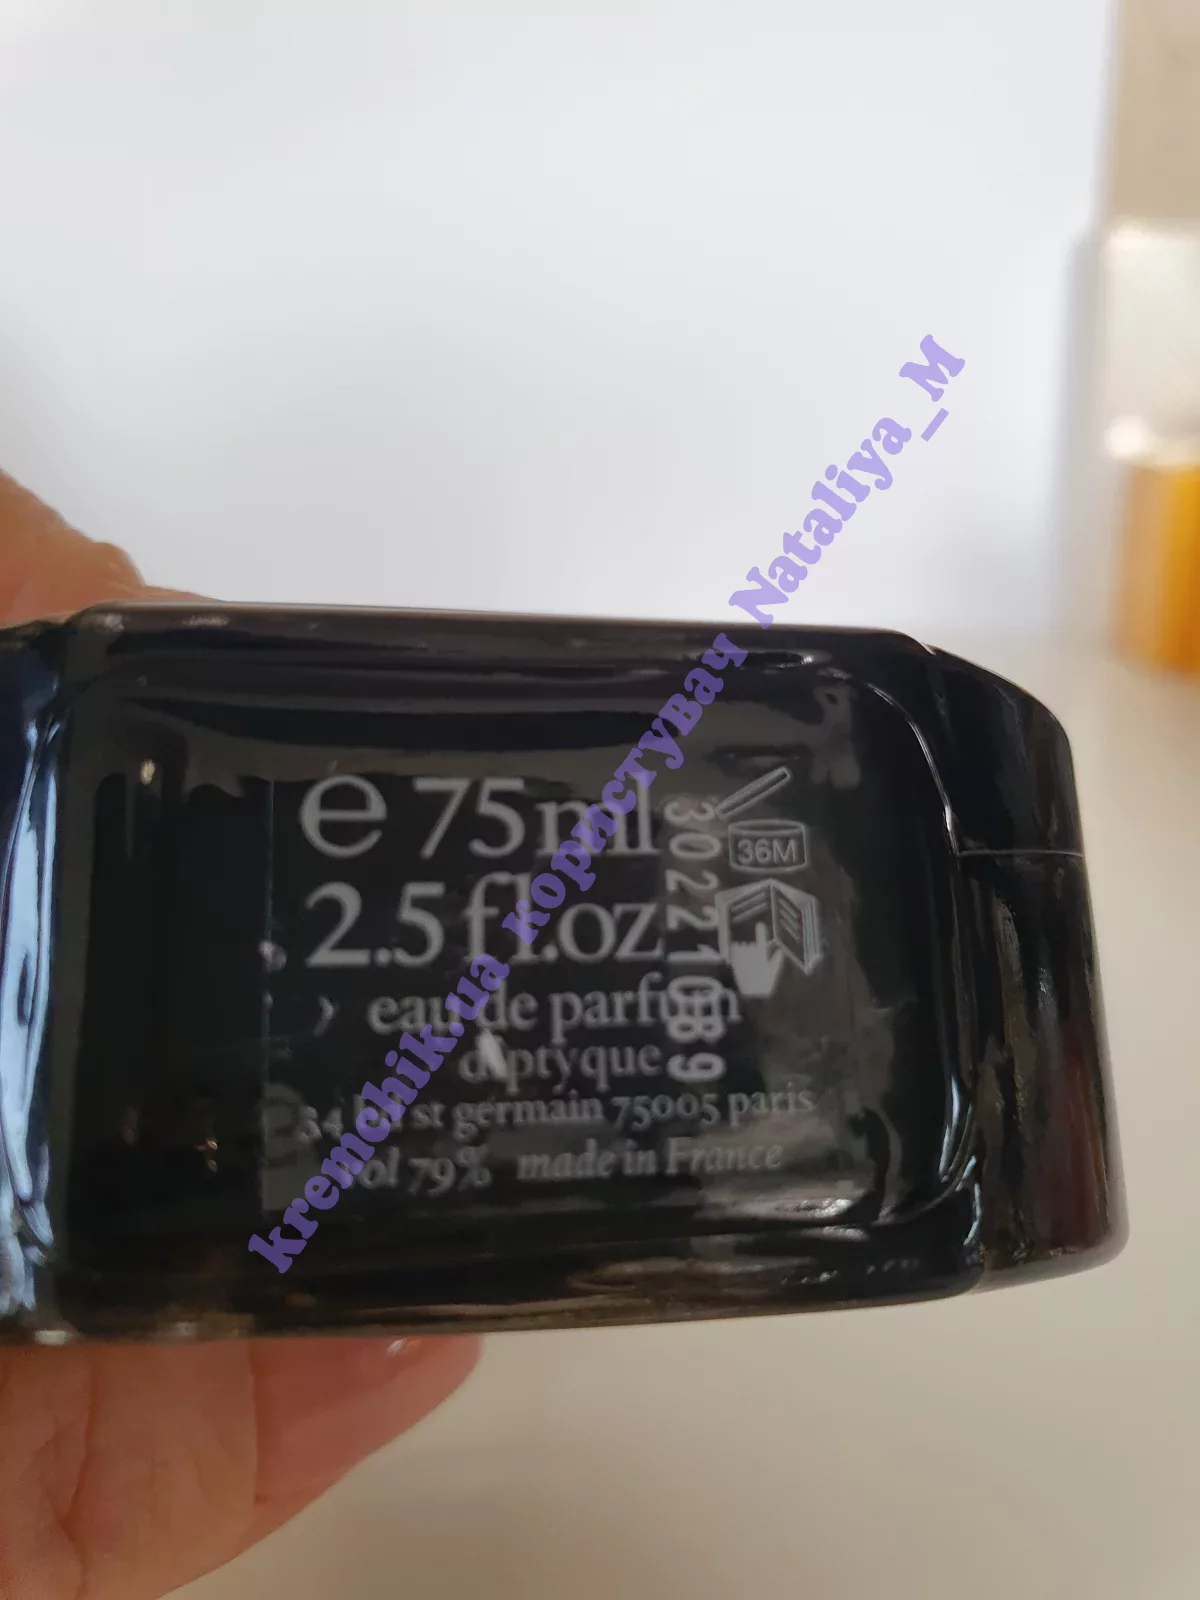 e 75ml
2.5 fl.oz
eau de parfum
diptyque
34 bd st germain 75005 paris
vol 79% made in France
36M
302210B9
kremchik.ua користувач Nataliya_M